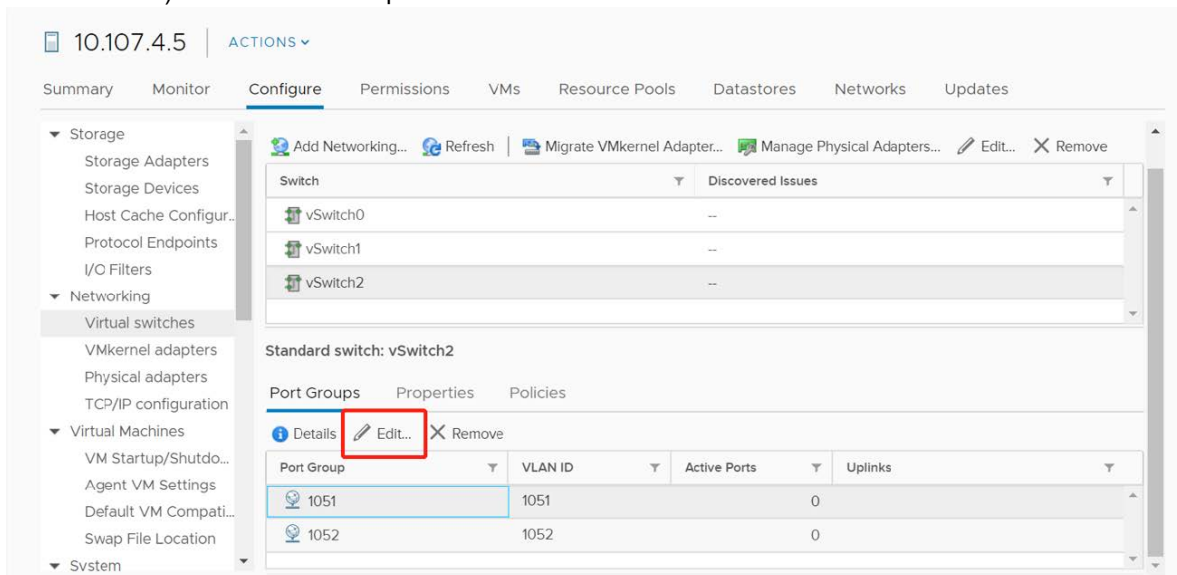 10.107.4.5 ACTIONS
Summary Monitor Configure Permissions VMs Resource Pools Datastores Networks Updates
Storage
Storage Adapters
Storage Devices
Host Cache Configur..
Protocol Endpoints
I/O Filters
Networking
Virtual switches
VMkernel adapters
Physical adapters
TCP/IP configuration
Virtual Machines
VM Startup/Shutdo...
Agent VM Settings
Default VM Compati...
Swap File Location
System
Add Networking... Refresh Migrate VMkernel Adapter... Manage Physical Adapters... Edit... Remove
Switch Discovered Issues
vSwitch0 --
vSwitch1 --
vSwitch2 --
Standard switch: vSwitch2
Port Groups Properties Policies
Details Edit... Remove
Port Group VLAN ID Active Ports Uplinks
1051 1051 0
1052 1052 0